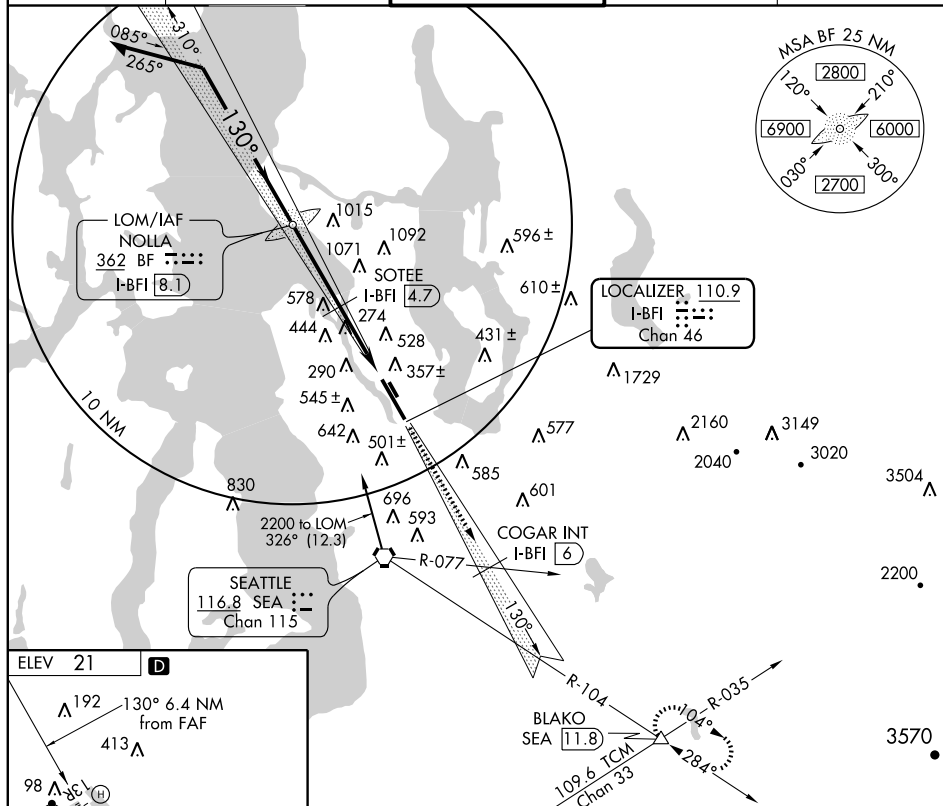 085°
265°
310°
130°
MSA BF 25 NM
120°
2800
210°
6900
6000
030°
2700
300°
LOM/IAF
NOLLA
362 BF
I-BFI 8.1
1015
1071
1092
596 ±
SOTEE
I-BFI 4.7
610 ±
578
274
444
528
431 ±
290
357 ±
545 ±
642
501 ±
LOCALIZER 110.9
I-BFI
Chan 46
1729
10 NM
577
2160
3149
2040
3020
585
3504
830
601
696
593
2200 to LOM
326° (12.3)
COGAR INT
I-BFI 6
R-077
SEATTLE
116.8 SEA
Chan 115
130°
2200
R-104
R-035
BLAKO
SEA 11.8
104°
284°
109.6 TCM
Chan 33
3570
ELEV 21 D
192
130° 6.4 NM
from FAF
413
98
13R
H